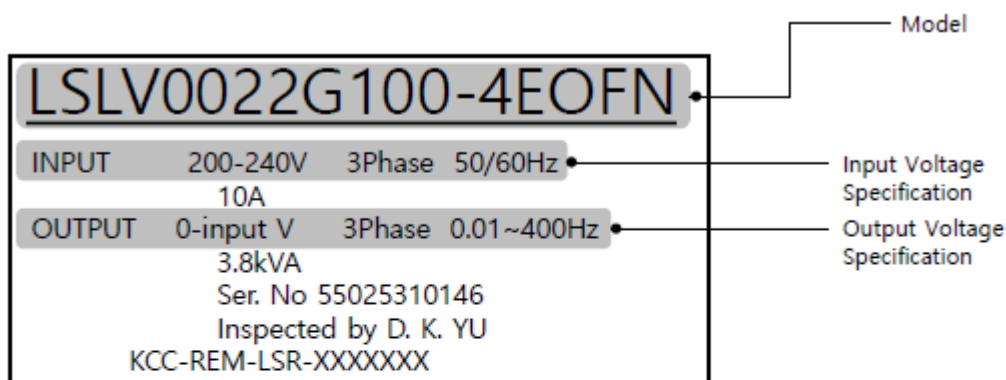 Model
LSLV0022G100-4EOFN
INPUT 200-240V 3Phase 50/60Hz
10A
OUTPUT 0-input V 3Phase 0.01~400Hz
3.8kVA
Ser. No 55025310146
Inspected by D. K. YU
KCC-REM-LSR-XXXXXXX
Input Voltage
Specification
Output Voltage
Specification